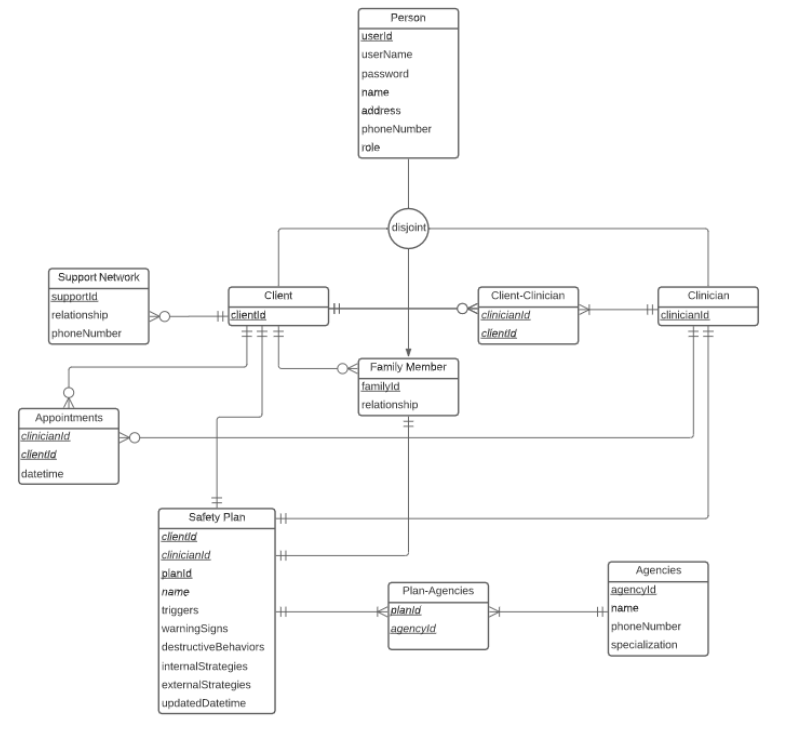 Person
userId
userName
password
name
address
phoneNumber
role
disjoint
Support Network
supportId
relationship
phoneNumber
Client
clientId
Client-Clinician
clinicianId
clientId
Clinician
clinicianId
Family Member
familyId
relationship
Appointments
clinicianId
clientId
datetime
Safety Plan
clientId
clinicianId
planId
name
triggers
warningSigns
destructiveBehaviors
internalStrategies
externalStrategies
updatedDatetime
Plan-Agencies
planId
agencyId
Agencies
agencyId
name
phoneNumber
specialization